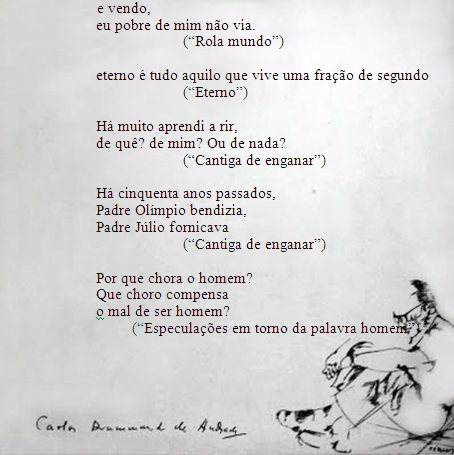 e vendo,
eu pobre de mim não via.
(“Rola mundo”)
eterno é tudo aquilo que vive uma fração de segundo
(“Eterno”)
Há muito aprendi a rir,
de quê? de mim? Ou de nada?
(“Cantiga de enganar”)
Há cinquenta anos passados,
Padre Olímpio bendizia,
Padre Júlio fornicava
(“Cantiga de enganar”)
Por que chora o homem?
Que choro compensa
o mal de ser homem?
(“Especulações em torno da palavra homem”)
Carlos Drummond de Andrade